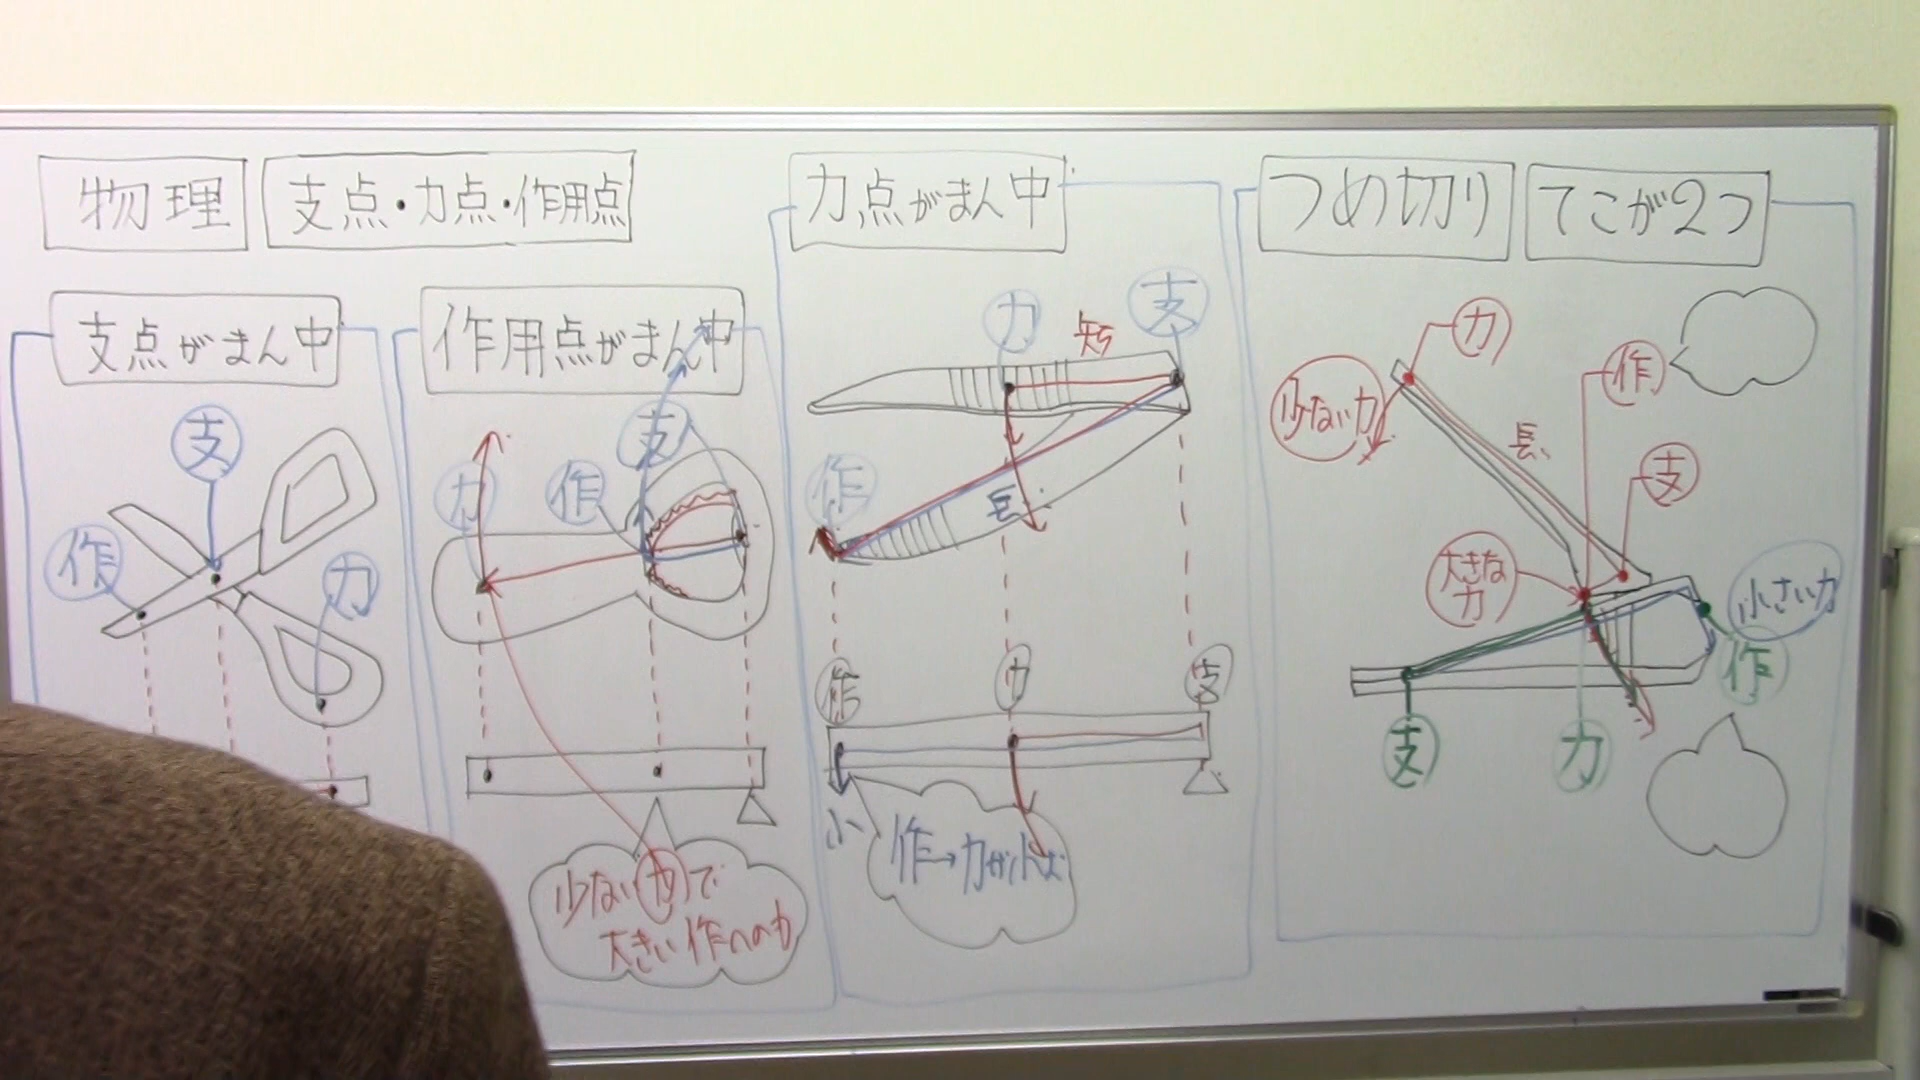 物理
支点・力点・作用点
支点がまん中
支
作
力
作用点がまん中
力
作
支
少ない力で
大きい作への力
力点がまん中
力
短
支
作
長
作
力
支
小
作→力が小さ
つめ切り
てこが2つ
力
少ない力
作
長
支
大きな
力
小さい力
作
支
力